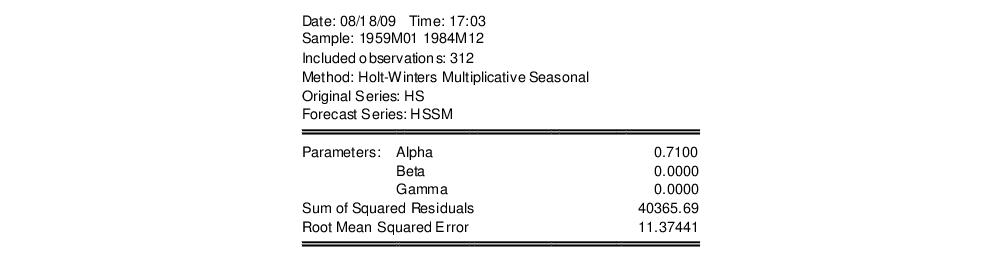 Date: 08/18/09 Time: 17:03
Sample: 1959M01 1984M12
Included observations: 312
Method: Holt-Winters Multiplicative Seasonal
Original Series: HS
Forecast Series: HSSM
Parameters: Alpha 0.7100
Beta 0.0000
Gamma 0.0000
Sum of Squared Residuals 40365.69
Root Mean Squared Error 11.37441